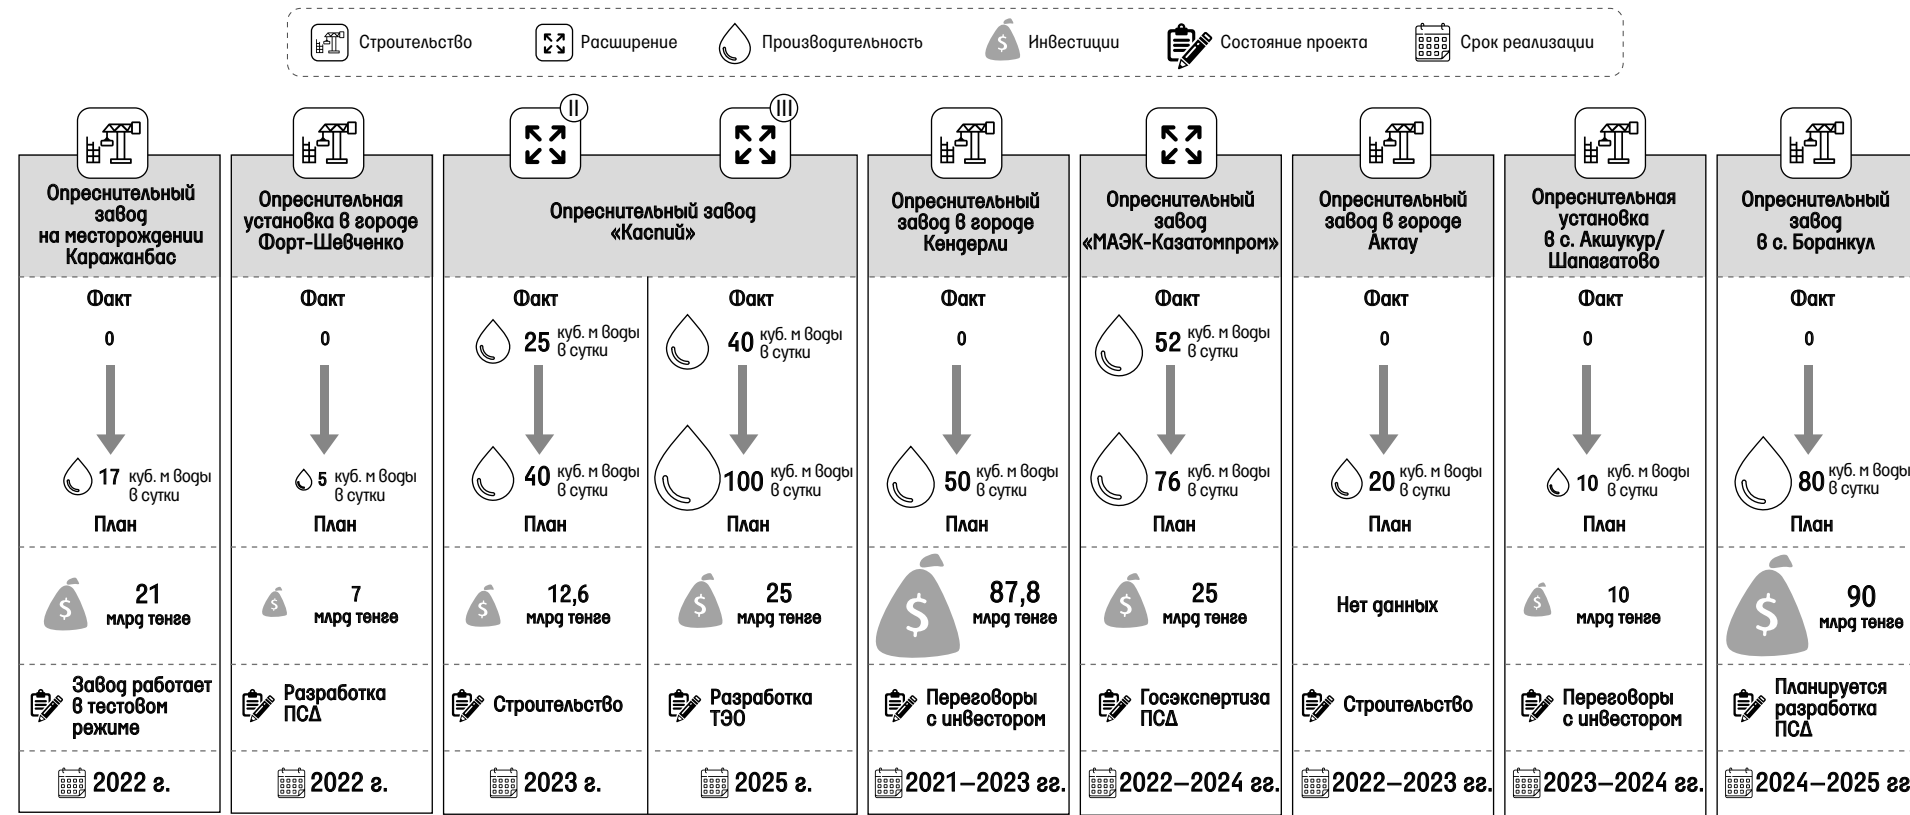 Строительство
Расширение
Производительность
Инвестиции
Состояние проекта
Срок реализации
Опреснительный
завод
на месторождении
Каражанбас
Факт
0
17 куб. м воды
в сутки
План
21
млрд тенге
Завод работает
в тестовом
режиме
2022 г.
Опреснительная
установка в городе
Форт-Шевченко
Факт
0
5 куб. м воды
в сутки
План
7
млрд тенге
Разработка
ПСД
2022 г.
II
III
Опреснительный завод
«Каспий»
Факт
25 куб. м воды
в сутки
40 куб. м воды
в сутки
План
12,6
млрд тенге
Строительство
2023 г.
Факт
40 куб. м воды
в сутки
100 куб. м воды
в сутки
План
25
млрд тенге
Разработка
ТЭО
2025 г.
Опреснительный
завод в городе
Кендерли
Факт
0
50 куб. м воды
в сутки
План
$
87,8
млрд тенге
Переговоры
с инвестором
2021–2023 гг.
Опреснительный
завод
«МАЭК-Казатомпром»
Факт
52 куб. м воды
в сутки
76 куб. м воды
в сутки
План
25
млрд тенге
Госэкспертиза
ПСД
2022–2024 гг.
Опреснительный
завод в городе
Актау
Факт
0
20 куб. м воды
в сутки
План
Нет данных
Строительство
2022–2023 гг.
Опреснительная
установка
в с. Акшукур/
Шапагатово
Факт
0
10 куб. м воды
в сутки
План
10
млрд тенге
Переговоры
с инвестором
2023–2024 гг.
Опреснительный
завод
в с. Боранкул
Факт
0
80 куб. м воды
в сутки
План
$
90
млрд тенге
Планируется
разработка
ПСД
2024–2025 гг